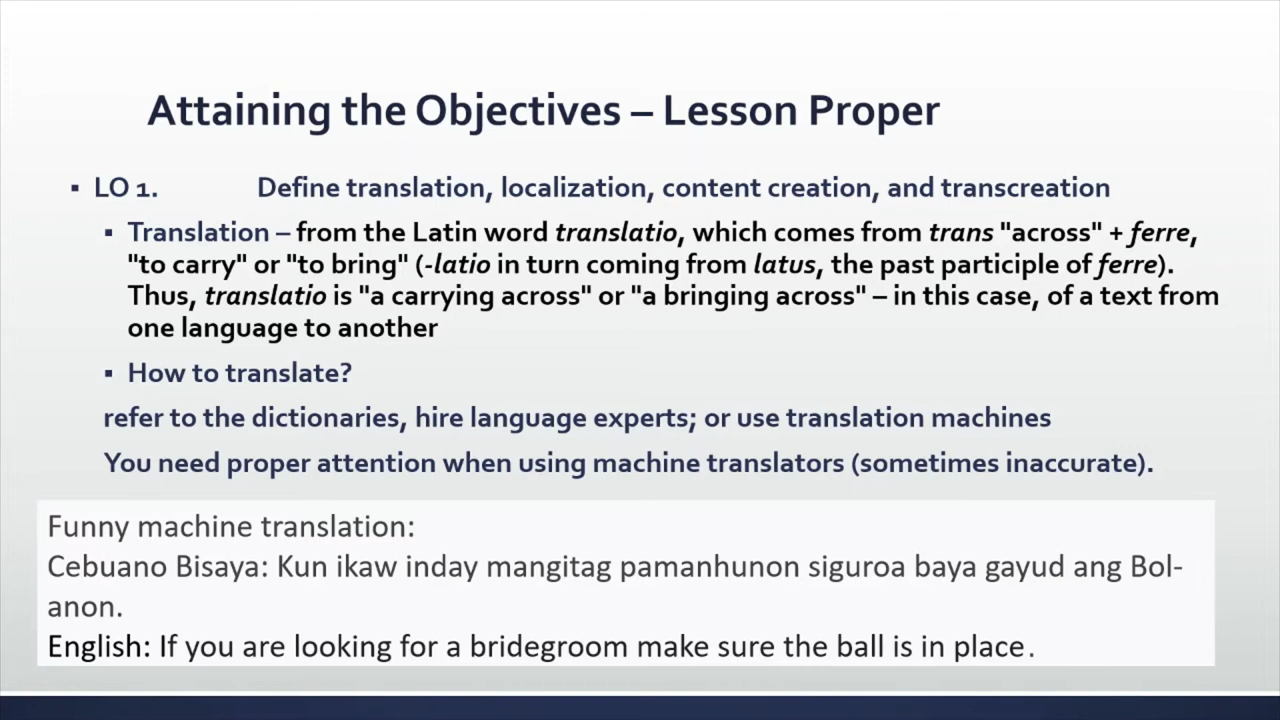 Attaining the Objectives – Lesson Proper
▪ LO 1. Define translation, localization, content creation, and transcreation
▪ Translation – from the Latin word translatio, which comes from trans "across" + ferre,
"to carry" or "to bring" (-latio in turn coming from latus, the past participle of ferre).
Thus, translatio is "a carrying across" or "a bringing across" – in this case, of a text from
one language to another
▪ How to translate?
refer to the dictionaries, hire language experts; or use translation machines
You need proper attention when using machine translators (sometimes inaccurate).
Funny machine translation:
Cebuano Bisaya: Kun ikaw inday mangitag pamanhunon siguroa baya gayud ang Bol-
anon.
English: If you are looking for a bridegroom make sure the ball is in place.